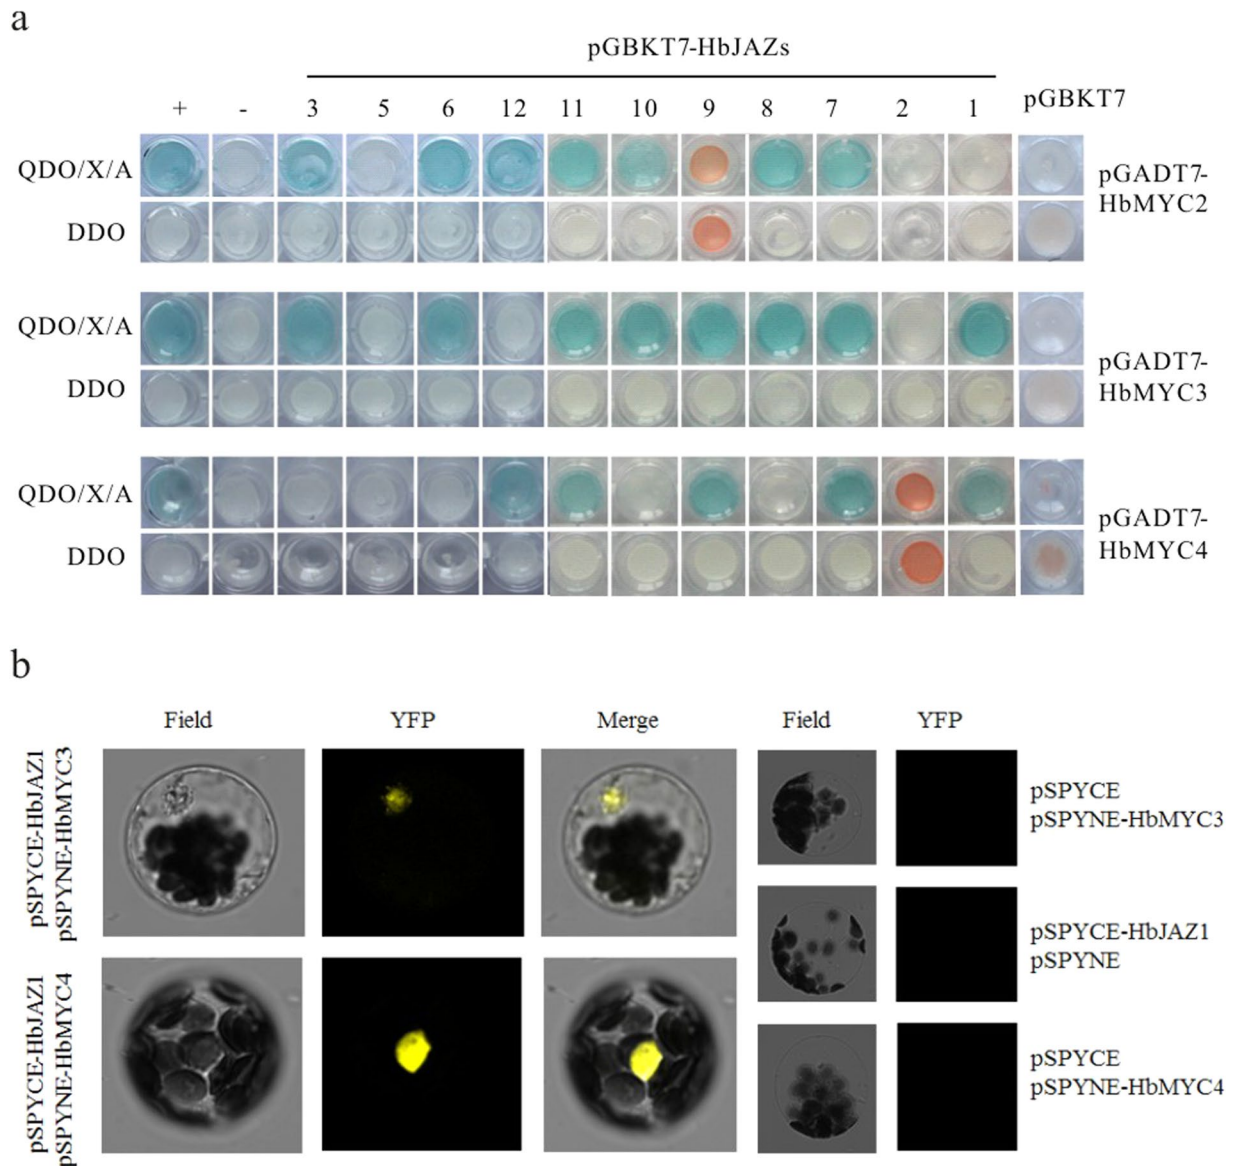 a
pGBKT7-HbJAZs
+ - 3 5 6 12 11 10 9 8 7 2 1 pGBKT7
QDO/X/A
DDO
pGADT7-
HbMYC2
QDO/X/A
DDO
pGADT7-
HbMYC3
QDO/X/A
DDO
pGADT7-
HbMYC4
b
Field YFP Merge Field YFP
pSPYCE-HbJAZ1
pSPYNE-HbMYC3
pSPYCE
pSPYNE-HbMYC3
pSPYCE-HbJAZ1
pSPYNE
pSPYCE-HbJAZ1
pSPYNE-HbMYC4
pSPYCE
pSPYNE-HbMYC4